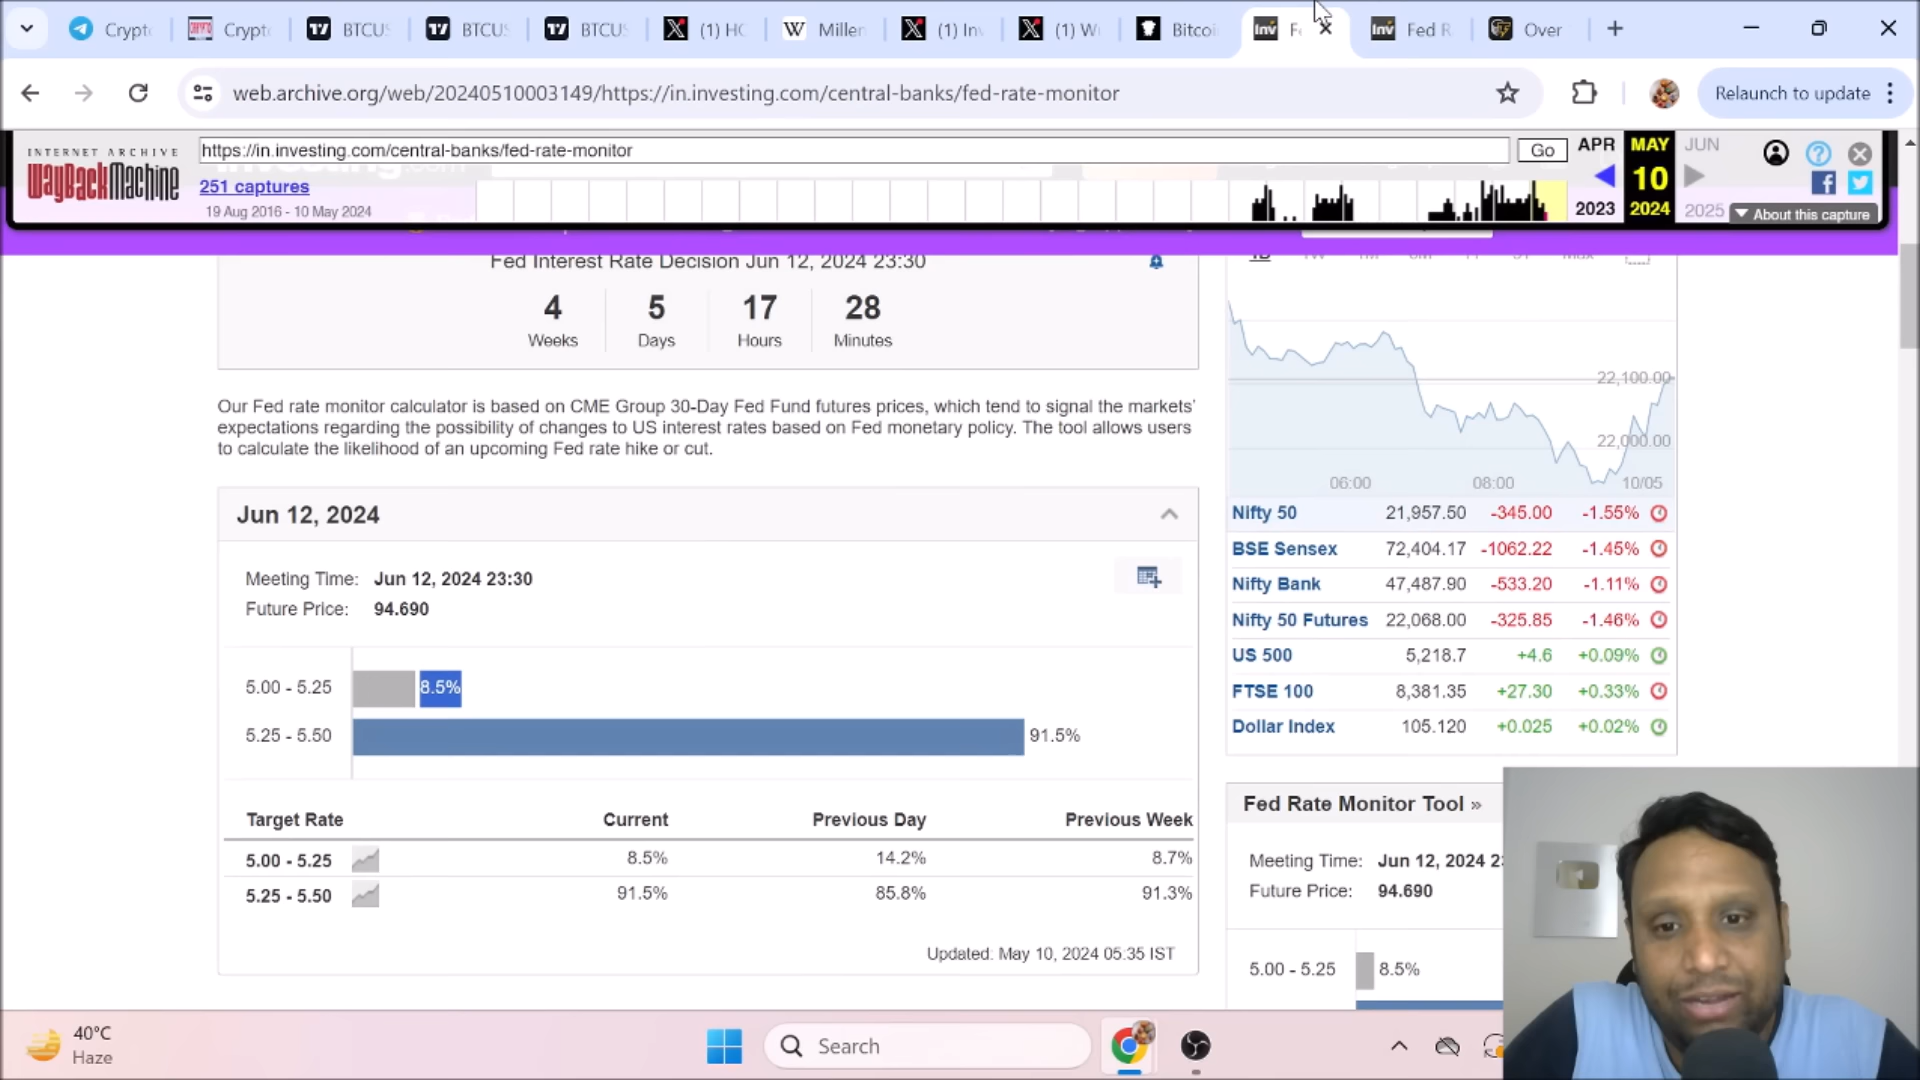 Crypto
Crypto
BTCUS
BTCUS
BTCUS
(1) HO
Miller
(1) In
(1) W
Bitcoi
Fe
Fed R
Over
web.archive.org/web/20240510003149/https://in.investing.com/central-banks/fed-rate-monitor
Relaunch to update
INTERNET ARCHIVE
WayBackMachine
https://in.investing.com/central-banks/fed-rate-monitor
Go
251 captures
19 Aug 2016 - 10 May 2024
APR MAY JUN
10
2023 2024 2025
About this capture
Fed Interest Rate Decision Jun 12, 2024 23:30
4 5 17 28
Weeks Days Hours Minutes
Our Fed rate monitor calculator is based on CME Group 30-Day Fed Fund futures prices, which tend to signal the markets'
expectations regarding the possibility of changes to US interest rates based on Fed monetary policy. The tool allows users
to calculate the likelihood of an upcoming Fed rate hike or cut.
Jun 12, 2024
Meeting Time: Jun 12, 2024 23:30
Future Price: 94.690
5.00 - 5.25 8.5%
5.25 - 5.50 91.5%
Target Rate Current Previous Day Previous Week
5.00 - 5.25 8.5% 14.2% 8.7%
5.25 - 5.50 91.5% 85.8% 91.3%
Updated: May 10, 2024 05:35 IST
22,100.00
22,000.00
06:00 08:00 10/05
Nifty 50 21,957.50 -345.00 -1.55%
BSE Sensex 72,404.17 -1062.22 -1.45%
Nifty Bank 47,487.90 -533.20 -1.11%
Nifty 50 Futures 22,068.00 -325.85 -1.46%
US 500 5,218.7 +4.6 +0.09%
FTSE 100 8,381.35 +27.30 +0.33%
Dollar Index 105.120 +0.025 +0.02%
Fed Rate Monitor Tool »
Meeting Time: Jun 12, 2024 2
Future Price: 94.690
5.00 - 5.25 8.5%
40°C
Haze
Search